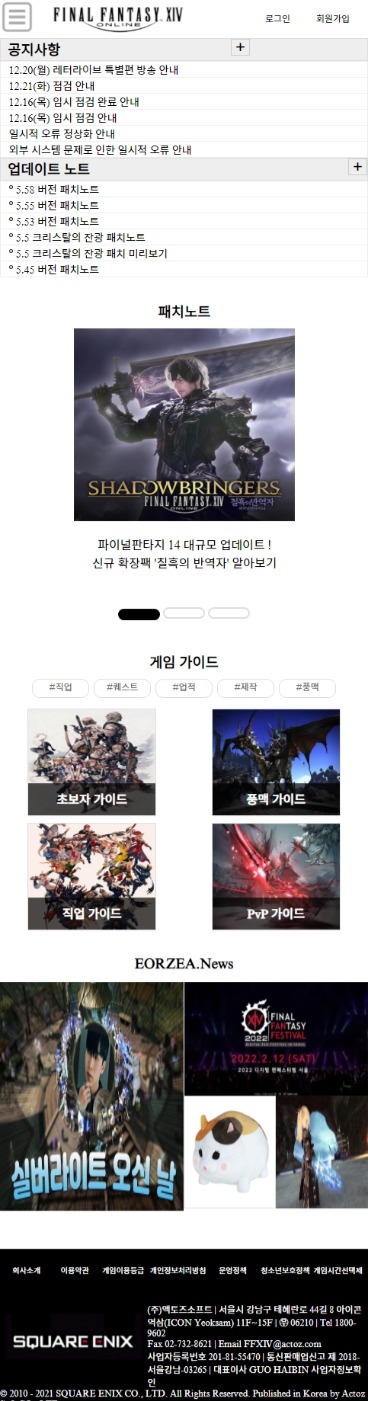 FINAL FANTASY XIV
ONLINE
로그인 회원가입
공지사항 +
12.20(월) 레터라이브 특별편 방송 안내
12.21(화) 점검 안내
12.16(목) 임시 점검 완료 안내
12.16(목) 임시 점검 안내
일시적 오류 정상화 안내
외부 시스템 문제로 인한 일시적 오류 안내
업데이트 노트 +
° 5.58 버전 패치노트
° 5.55 버전 패치노트
° 5.53 버전 패치노트
° 5.5 크리스탈의 잔광 패치노트
° 5.5 크리스탈의 잔광 패치 미리보기
° 5.45 버전 패치노트
패치노트
SHADOWBRINGERS
FINAL FANTASY XIV 칠흑의 반역자
ONLINE
파이널판타지 14 대규모 업데이트 !
신규 확장팩 '칠흑의 반역자' 알아보기
게임 가이드
#직업 #퀘스트 #업적 #제작 #풍맥
초보자 가이드 풍맥 가이드
직업 가이드 PvP 가이드
EORZEA.News
XIV
2022
FINAL
FANTASY
FESTIVAL
2022.2.12 (SAT)
2022 디지털 팬페스티벌 서울
실버라이트 오신 날
회사소개 이용약관 게임이용등급 개인정보처리방침 운영정책 청소년보호정책 게임시간선택제
SQUARE ENIX
(주)액토즈소프트 | 서울시 강남구 테헤란로 44길 8 아이콘
역삼(ICON Yeoksam) 11F~15F | ㉾ 06210 | Tel 1800-
9602
Fax 02-732-8621 | Email FFXIV@actoz.com
사업자등록번호 201-81-55470 | 통신판매업신고 제 2018-
서울강남-03265 | 대표이사 GUO HAIBIN 사업자정보확
인
© 2010 - 2021 SQUARE ENIX CO., LTD. All Rights Reserved. Published in Korea by Actoz